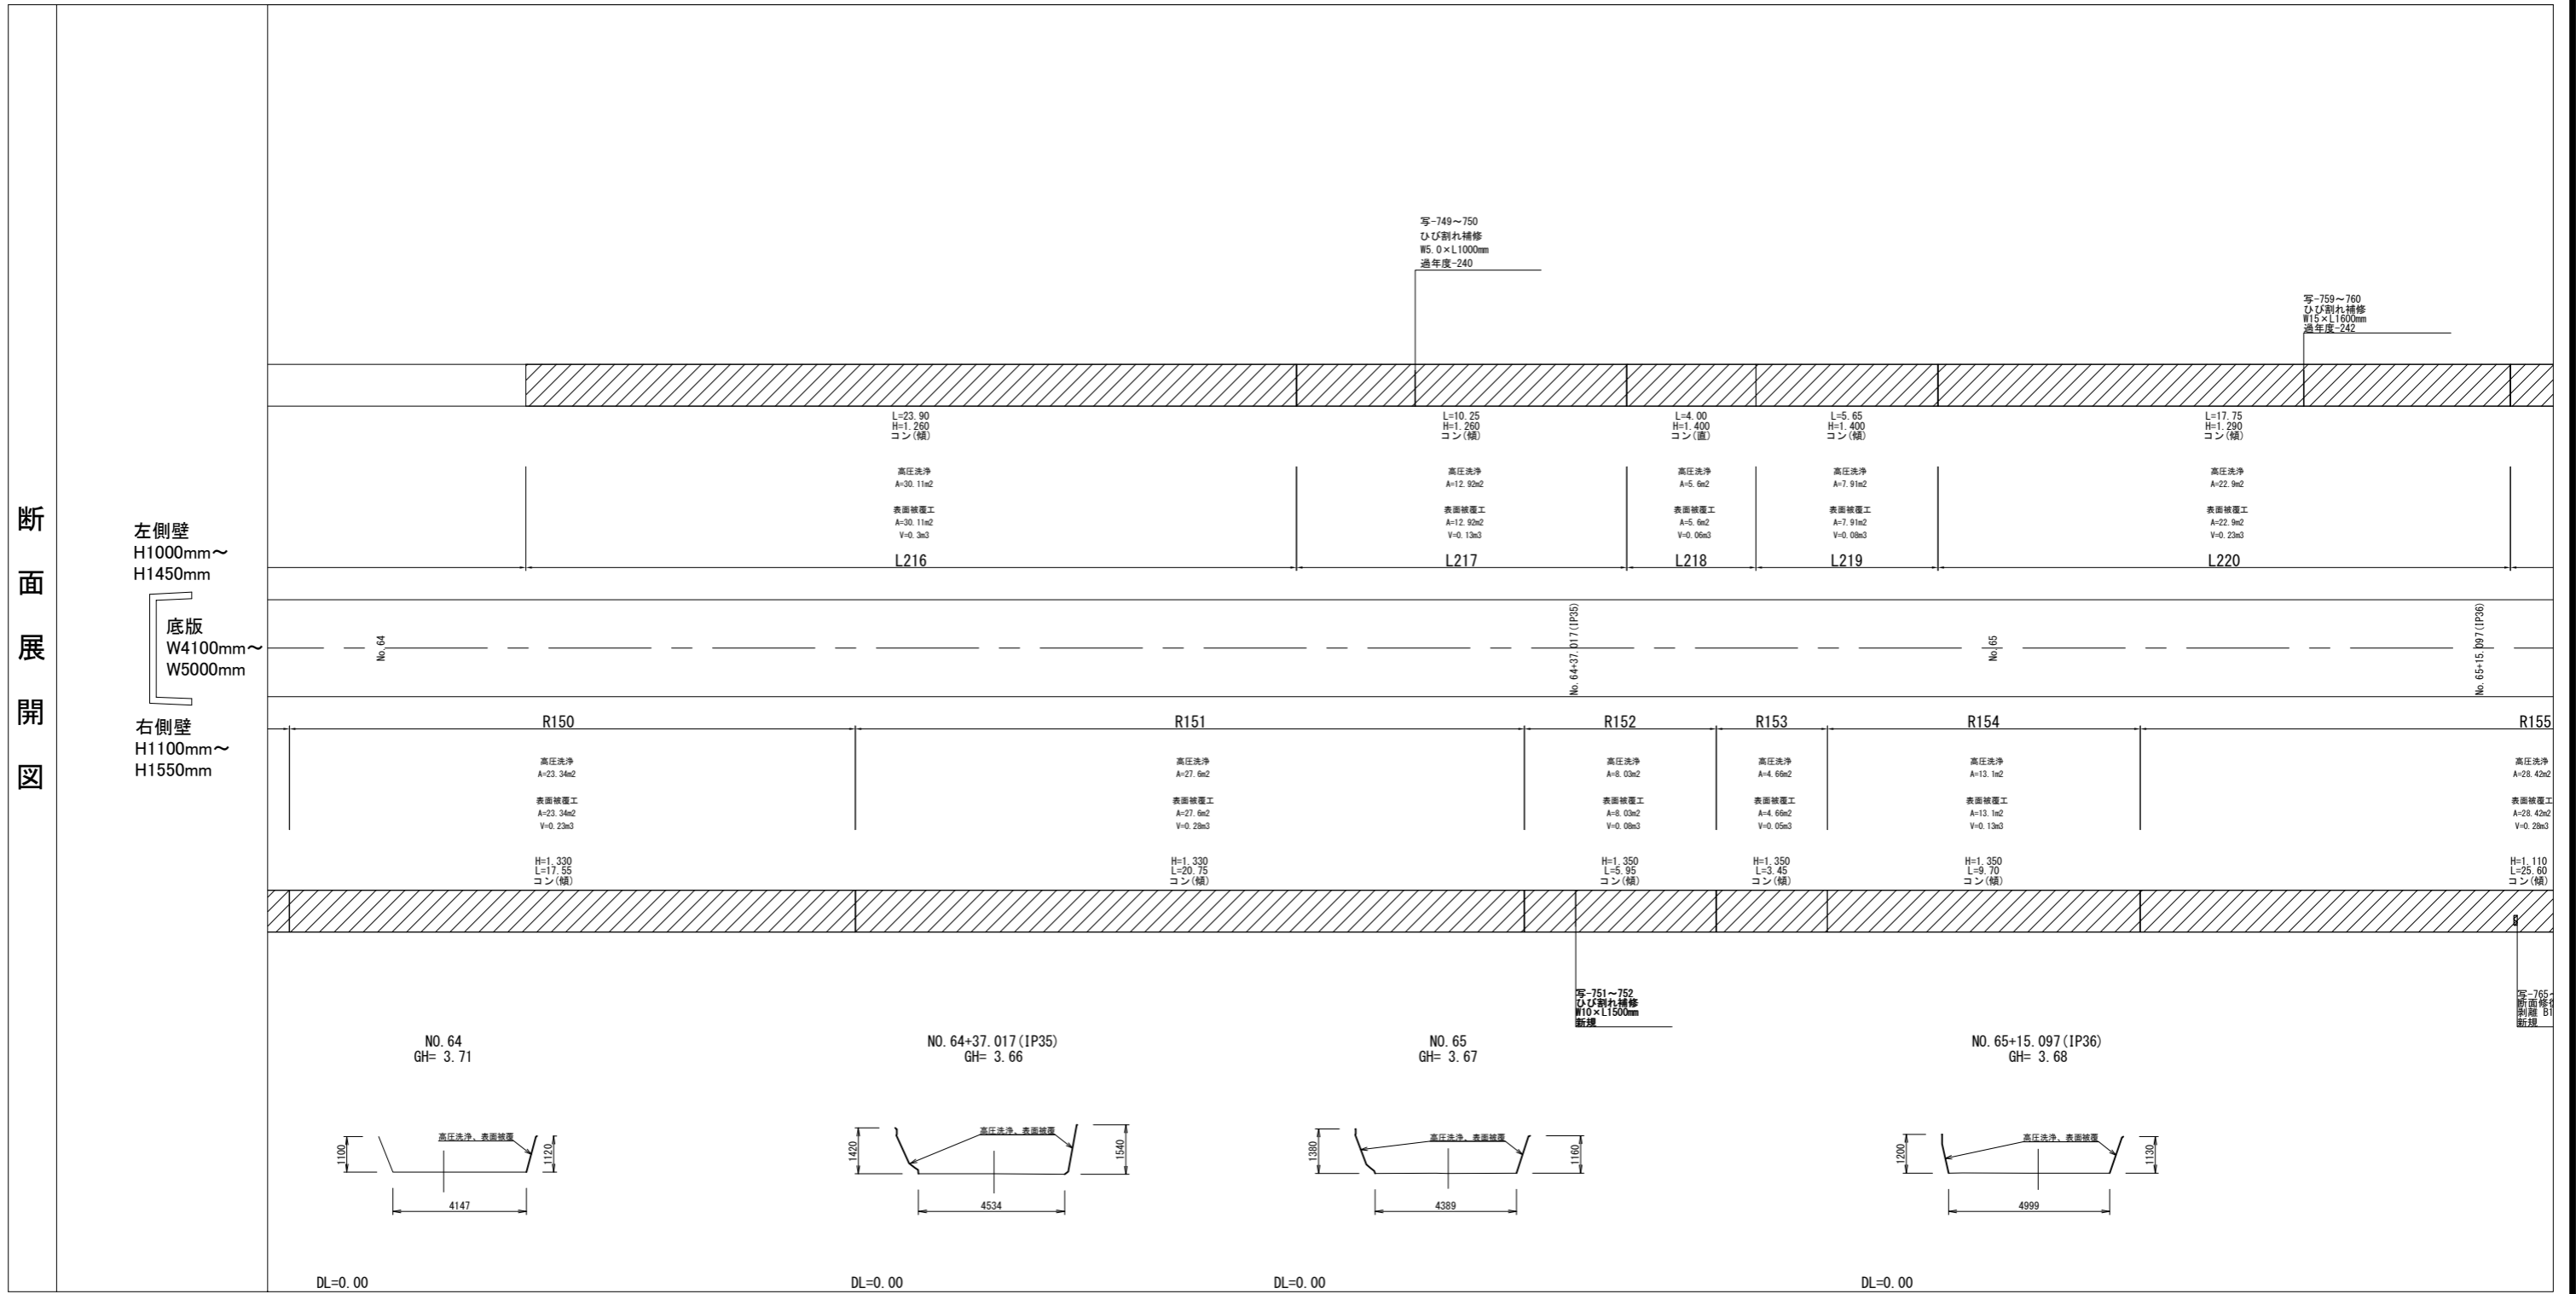 断面展開図
左側壁
H1000mm～
H1450mm
底版
W4100mm～
W5000mm
右側壁
H1100mm～
H1550mm
写-749～750
ひび割れ補修
W5.0×L1000mm
過年度-240
写-759～760
ひび割れ補修
W15×L1600mm
過年度-242
L=23.90
H=1.260
コン(傾)
高圧洗浄
A=30.11m2
表面被覆工
A=30.11m2
V=0.3m3
L216
L=10.25
H=1.260
コン(傾)
高圧洗浄
A=12.92m2
表面被覆工
A=12.92m2
V=0.13m3
L217
L=4.00
H=1.400
コン(直)
高圧洗浄
A=5.6m2
表面被覆工
A=5.6m2
V=0.06m3
L218
L=5.65
H=1.400
コン(傾)
高圧洗浄
A=7.91m2
表面被覆工
A=7.91m2
V=0.08m3
L219
L=17.75
H=1.290
コン(傾)
高圧洗浄
A=22.9m2
表面被覆工
A=22.9m2
V=0.23m3
L220
No.64
No.64+37.017(IP35)
No.65
No.65+15.097(IP36)
R150
高圧洗浄
A=23.34m2
表面被覆工
A=23.34m2
V=0.23m3
H=1.330
L=17.55
コン(傾)
R151
高圧洗浄
A=27.6m2
表面被覆工
A=27.6m2
V=0.28m3
H=1.330
L=20.75
コン(傾)
R152
高圧洗浄
A=8.03m2
表面被覆工
A=8.03m2
V=0.08m3
H=1.350
L=5.95
コン(傾)
R153
高圧洗浄
A=4.66m2
表面被覆工
A=4.66m2
V=0.05m3
H=1.350
L=3.45
コン(傾)
R154
高圧洗浄
A=13.1m2
表面被覆工
A=13.1m2
V=0.13m3
H=1.350
L=9.70
コン(傾)
R155
高圧洗浄
A=28.42m2
表面被覆工
A=28.42m2
V=0.28m3
H=1.110
L=25.60
コン(傾)
写-751～752
ひび割れ補修
W10×L1500mm
新規
写-765～
断面修
剥離 B1
新規
NO.64
GH= 3.71
高圧洗浄、表面被覆
1100
1120
4147
DL=0.00
NO.64+37.017(IP35)
GH= 3.66
高圧洗浄、表面被覆
1420
1540
4534
DL=0.00
NO.65
GH= 3.67
高圧洗浄、表面被覆
1380
1160
4389
DL=0.00
NO.65+15.097(IP36)
GH= 3.68
高圧洗浄、表面被覆
1200
1130
4999
DL=0.00